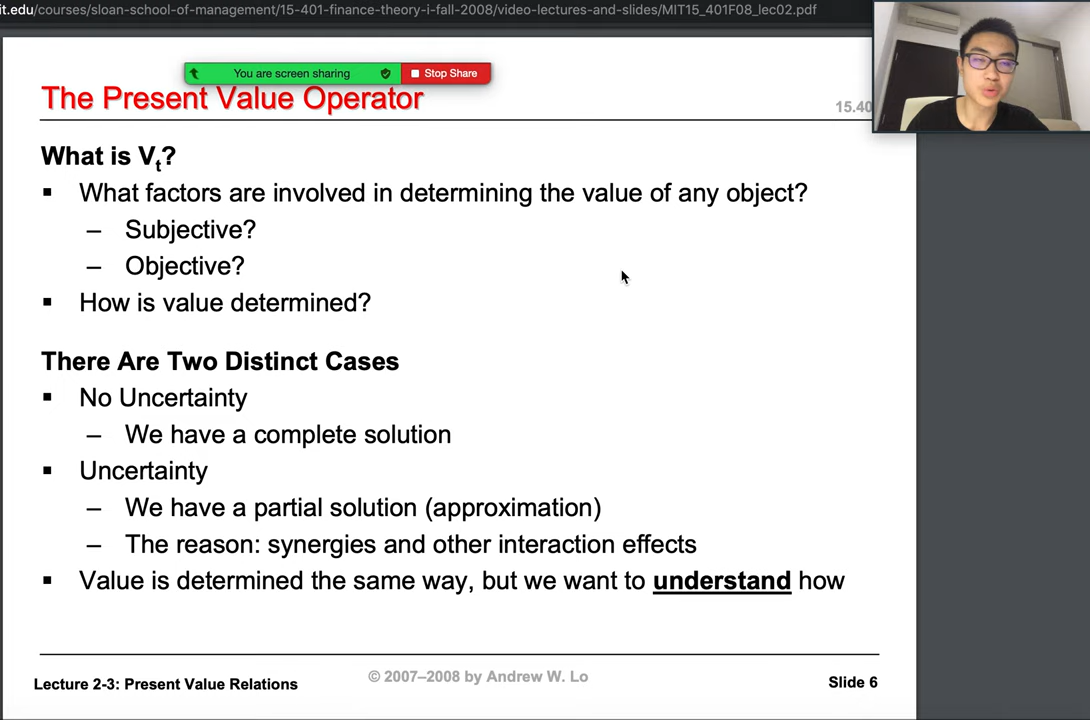 it.edu/courses/sloan-school-of-management/15-401-finance-theory-i-fall-2008/video-lectures-and-slides/MIT15_401F08_lec02.pdf
You are screen sharing
Stop Share
The Present Value Operator
15.40
What is Vt?
▪ What factors are involved in determining the value of any object?
– Subjective?
– Objective?
▪ How is value determined?
There Are Two Distinct Cases
▪ No Uncertainty
– We have a complete solution
▪ Uncertainty
– We have a partial solution (approximation)
– The reason: synergies and other interaction effects
▪ Value is determined the same way, but we want to understand how
Lecture 2-3: Present Value Relations
© 2007–2008 by Andrew W. Lo
Slide 6